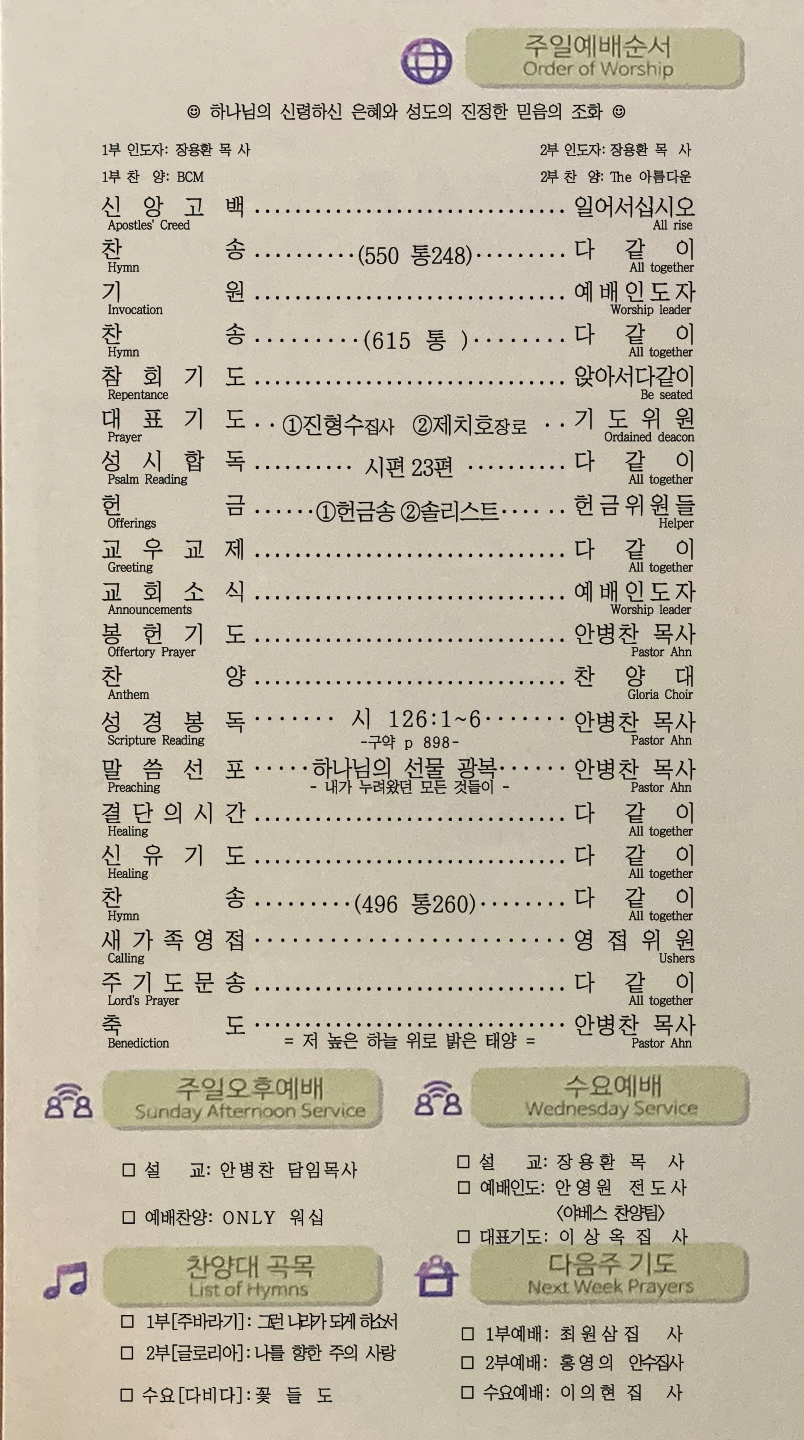 주일예배순서
Order of Worship
☺ 하나님의 신령하신 은혜와 성도의 진정한 믿음의 조화 ☺
1부 인도자: 장용환 목 사 2부 인도자: 장용환 목 사
1부 찬 양: BCM 2부 찬 양: The 아름다운
신 앙 고 백 .............................. 일어서십시오
Apostles' Creed All rise
찬 송 ..........(550 통248)......... 다 같 이
Hymn All together
기 원 .............................. 예배인도자
Invocation Worship leader
찬 송 ..........(615 통 )......... 다 같 이
Hymn All together
참 회 기 도 .............................. 앉아서다같이
Repentance Be seated
대 표 기 도 ..①진형수집사 ②제치호장로 .. 기 도 위 원
Prayer Ordained deacon
성 시 합 독 .......... 시편 23편 .......... 다 같 이
Psalm Reading All together
헌 금 ......①헌금송 ②솔리스트...... 헌금위원들
Offerings Helper
교 우 교 제 .............................. 다 같 이
Greeting All together
교 회 소 식 .............................. 예배인도자
Announcements Worship leader
봉 헌 기 도 .............................. 안병찬 목사
Offertory Prayer Pastor Ahn
찬 양 .............................. 찬 양 대
Anthem Gloria Choir
성 경 봉 독 ........ 시 126:1~6........ 안병찬 목사
Scripture Reading -구약 p 898- Pastor Ahn
말 씀 선 포 .....하나님의 선물 광복...... 안병찬 목사
Preaching - 내가 누려왔던 모든 것들이 - Pastor Ahn
결단의시간 .............................. 다 같 이
Healing All together
신 유 기 도 .............................. 다 같 이
Healing All together
찬 송 .........(496 통260)........ 다 같 이
Hymn All together
새가족영접 .............................. 영 접 위 원
Calling Ushers
주기도문송 .............................. 다 같 이
Lord's Prayer All together
축 도 .............................. 안병찬 목사
Benediction = 저 높은 하늘 위로 밝은 태양 = Pastor Ahn
주일오후예배
Sunday Afternoon Service
□ 설 교: 안병찬 담임목사
□ 예배찬양: ONLY 워십
수요예배
Wednesday Service
□ 설 교: 장용환 목 사
□ 예배인도: 안영원 전도사
〈야베스 찬양팀〉
□ 대표기도: 이상옥 집 사
찬양대 곡목
List of Hymns
□ 1부[주바라기]: 그런 나라가 되게 하소서
□ 2부[글로리아]: 나를 향한 주의 사랑
□ 수요[다비다]: 꽃 들 도
다음주 기도
Next Week Prayers
□ 1부예배: 최원삼 집 사
□ 2부예배: 홍영의 안수집사
□ 수요예배: 이의현 집 사